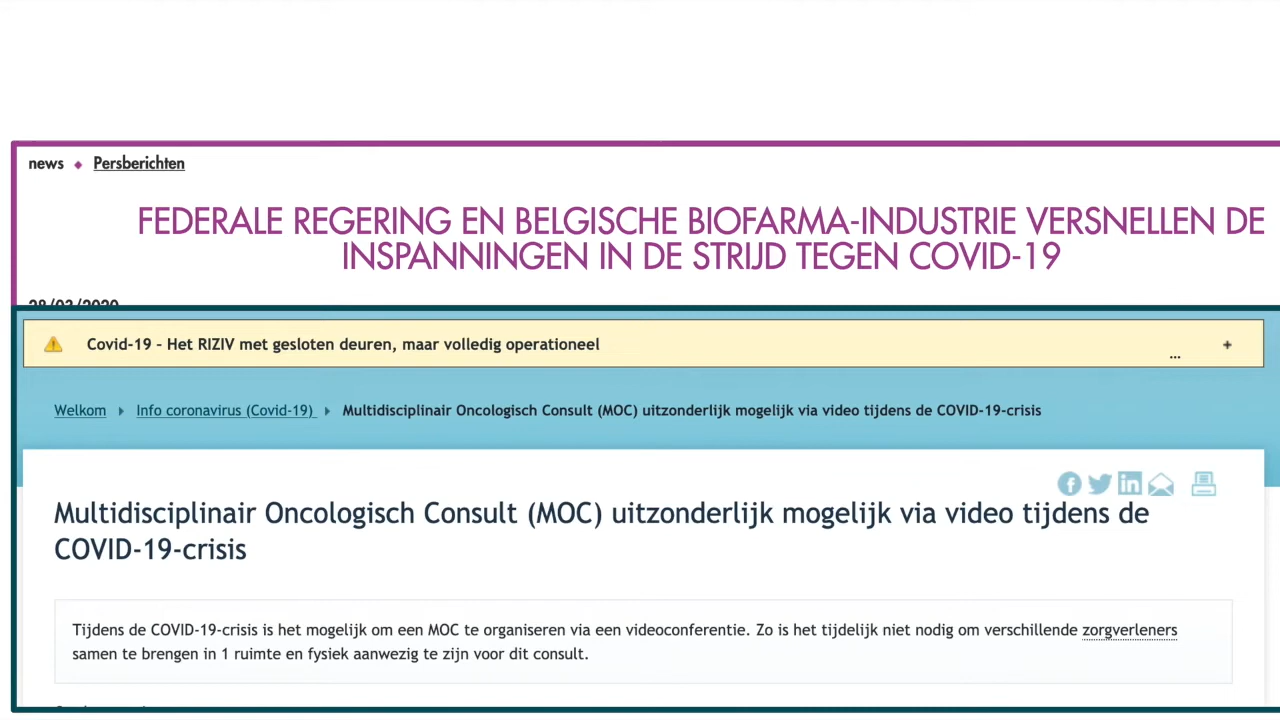 news ◆ Persberichten
FEDERALE REGERING EN BELGISCHE BIOFARMA-INDUSTRIE VERSNELLEN DE
INSPANNINGEN IN DE STRIJD TEGEN COVID-19
28/03/2020
Covid-19 - Het RIZIV met gesloten deuren, maar volledig operationeel
... +
Welkom Info coronavirus (Covid-19) Multidisciplinair Oncologisch Consult (MOC) uitzonderlijk mogelijk via video tijdens de COVID-19-crisis
Multidisciplinair Oncologisch Consult (MOC) uitzonderlijk mogelijk via video tijdens de
COVID-19-crisis
Tijdens de COVID-19-crisis is het mogelijk om een MOC te organiseren via een videoconferentie. Zo is het tijdelijk niet nodig om verschillende zorgverleners
samen te brengen in 1 ruimte en fysiek aanwezig te zijn voor dit consult.